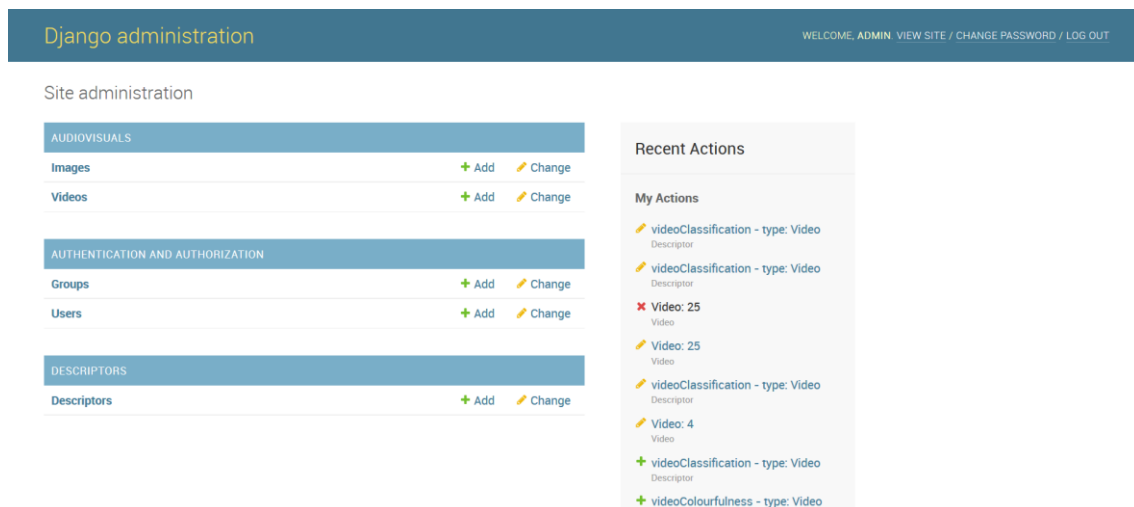 Django administration
WELCOME, ADMIN. VIEW SITE / CHANGE PASSWORD / LOG OUT
Site administration
AUDIOVISUALS
Images + Add Change
Videos + Add Change
AUTHENTICATION AND AUTHORIZATION
Groups + Add Change
Users + Add Change
DESCRIPTORS
Descriptors + Add Change
Recent Actions
My Actions
videoClassification - type: Video
Descriptor
videoClassification - type: Video
Descriptor
Video: 25
Video
Video: 25
Video
videoClassification - type: Video
Descriptor
Video: 4
Video
+ videoClassification - type: Video
Descriptor
+ videoColourfulness - type: Video